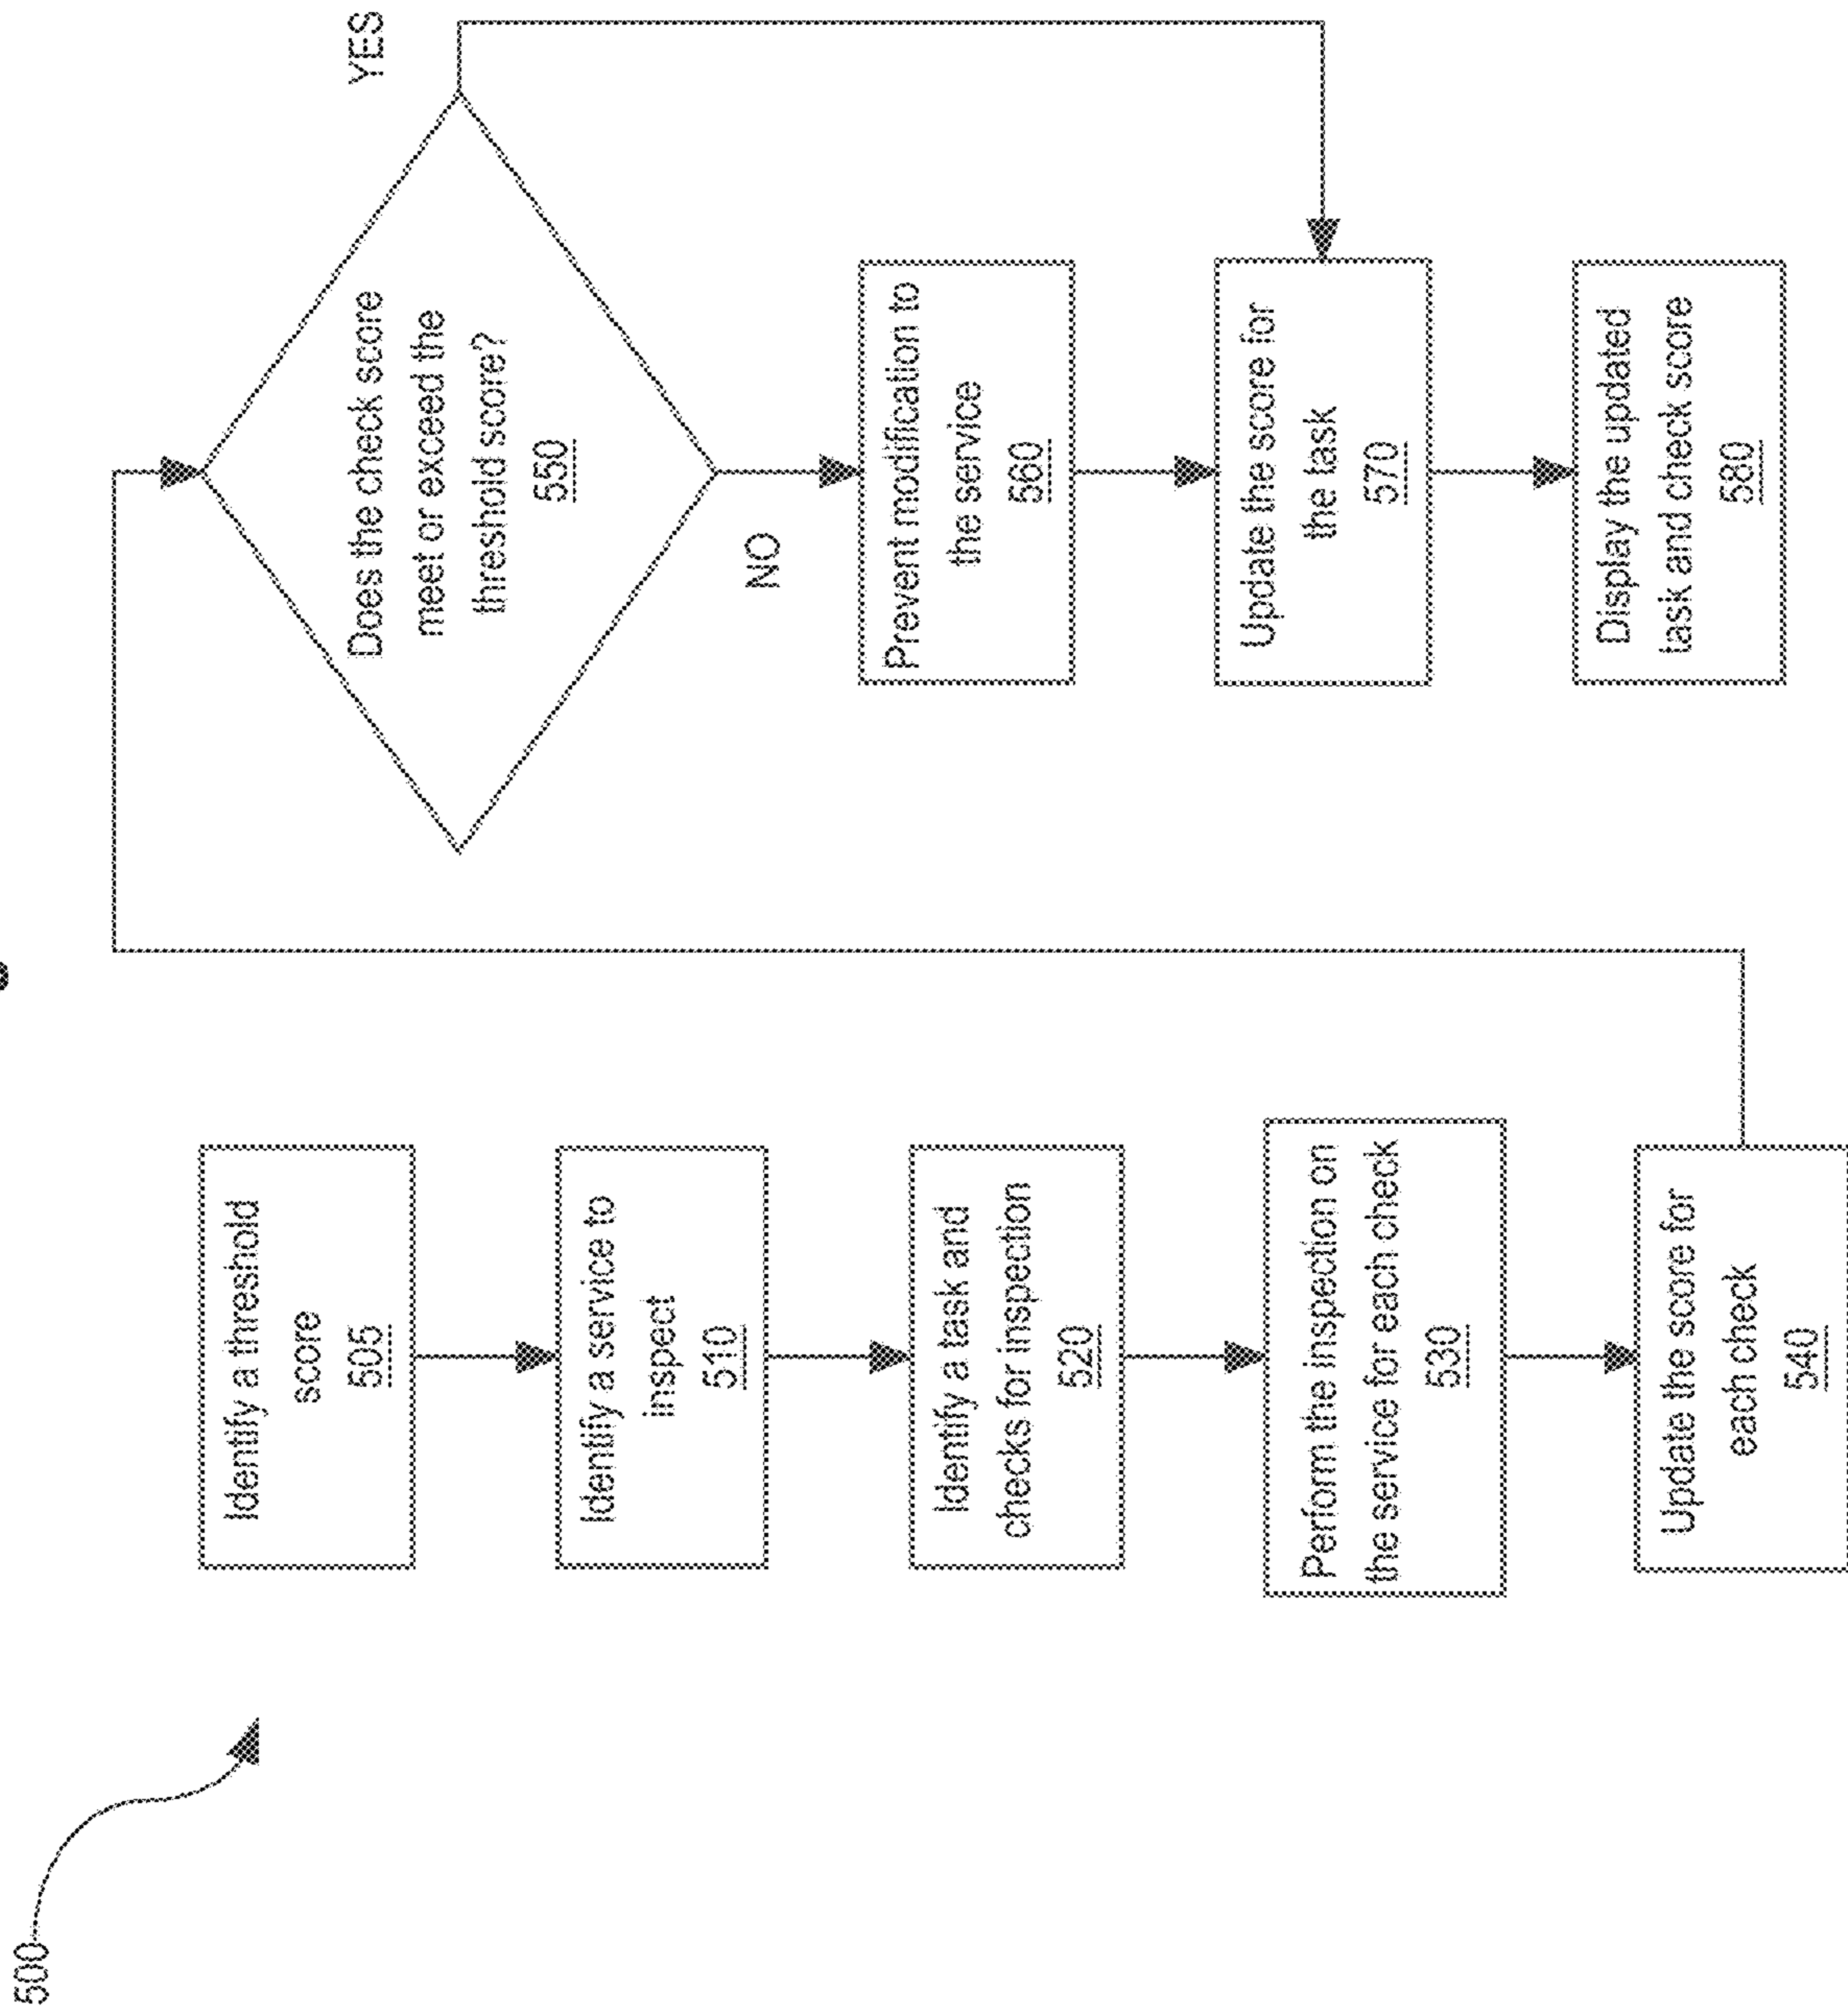 500
Identify a threshold
score
505
Identify a service to
inspect
510
Identify a task and
checks for inspection
520
Perform the inspection on
the service for each check
530
Update the score for
each check
540
Does the check score
meet or exceed the
threshold score?
550
YES
NO
Prevent modification to
the service
560
Update the score for
the task
570
Display the updated
task and check score
580